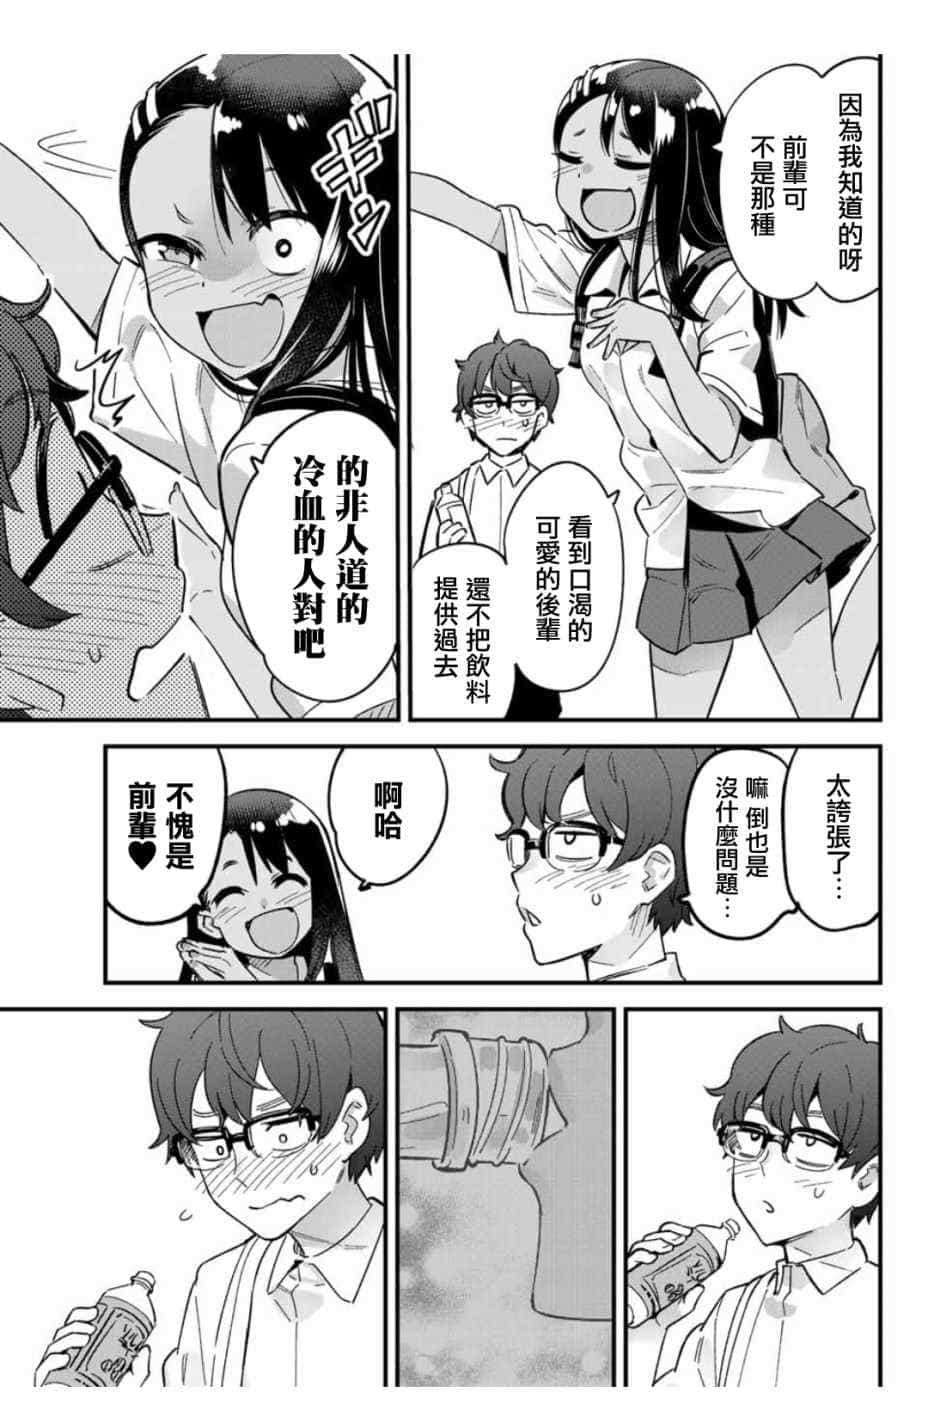 因為我知道的呀
前輩可
不是那種
看到口渴的
可愛的後輩
還不把飲料
提供過去
ギギン
的非人道的
冷血的人對吧
太誇張了…
嘛 倒也是
沒什麼問題…
啊哈
不愧是
前輩♥